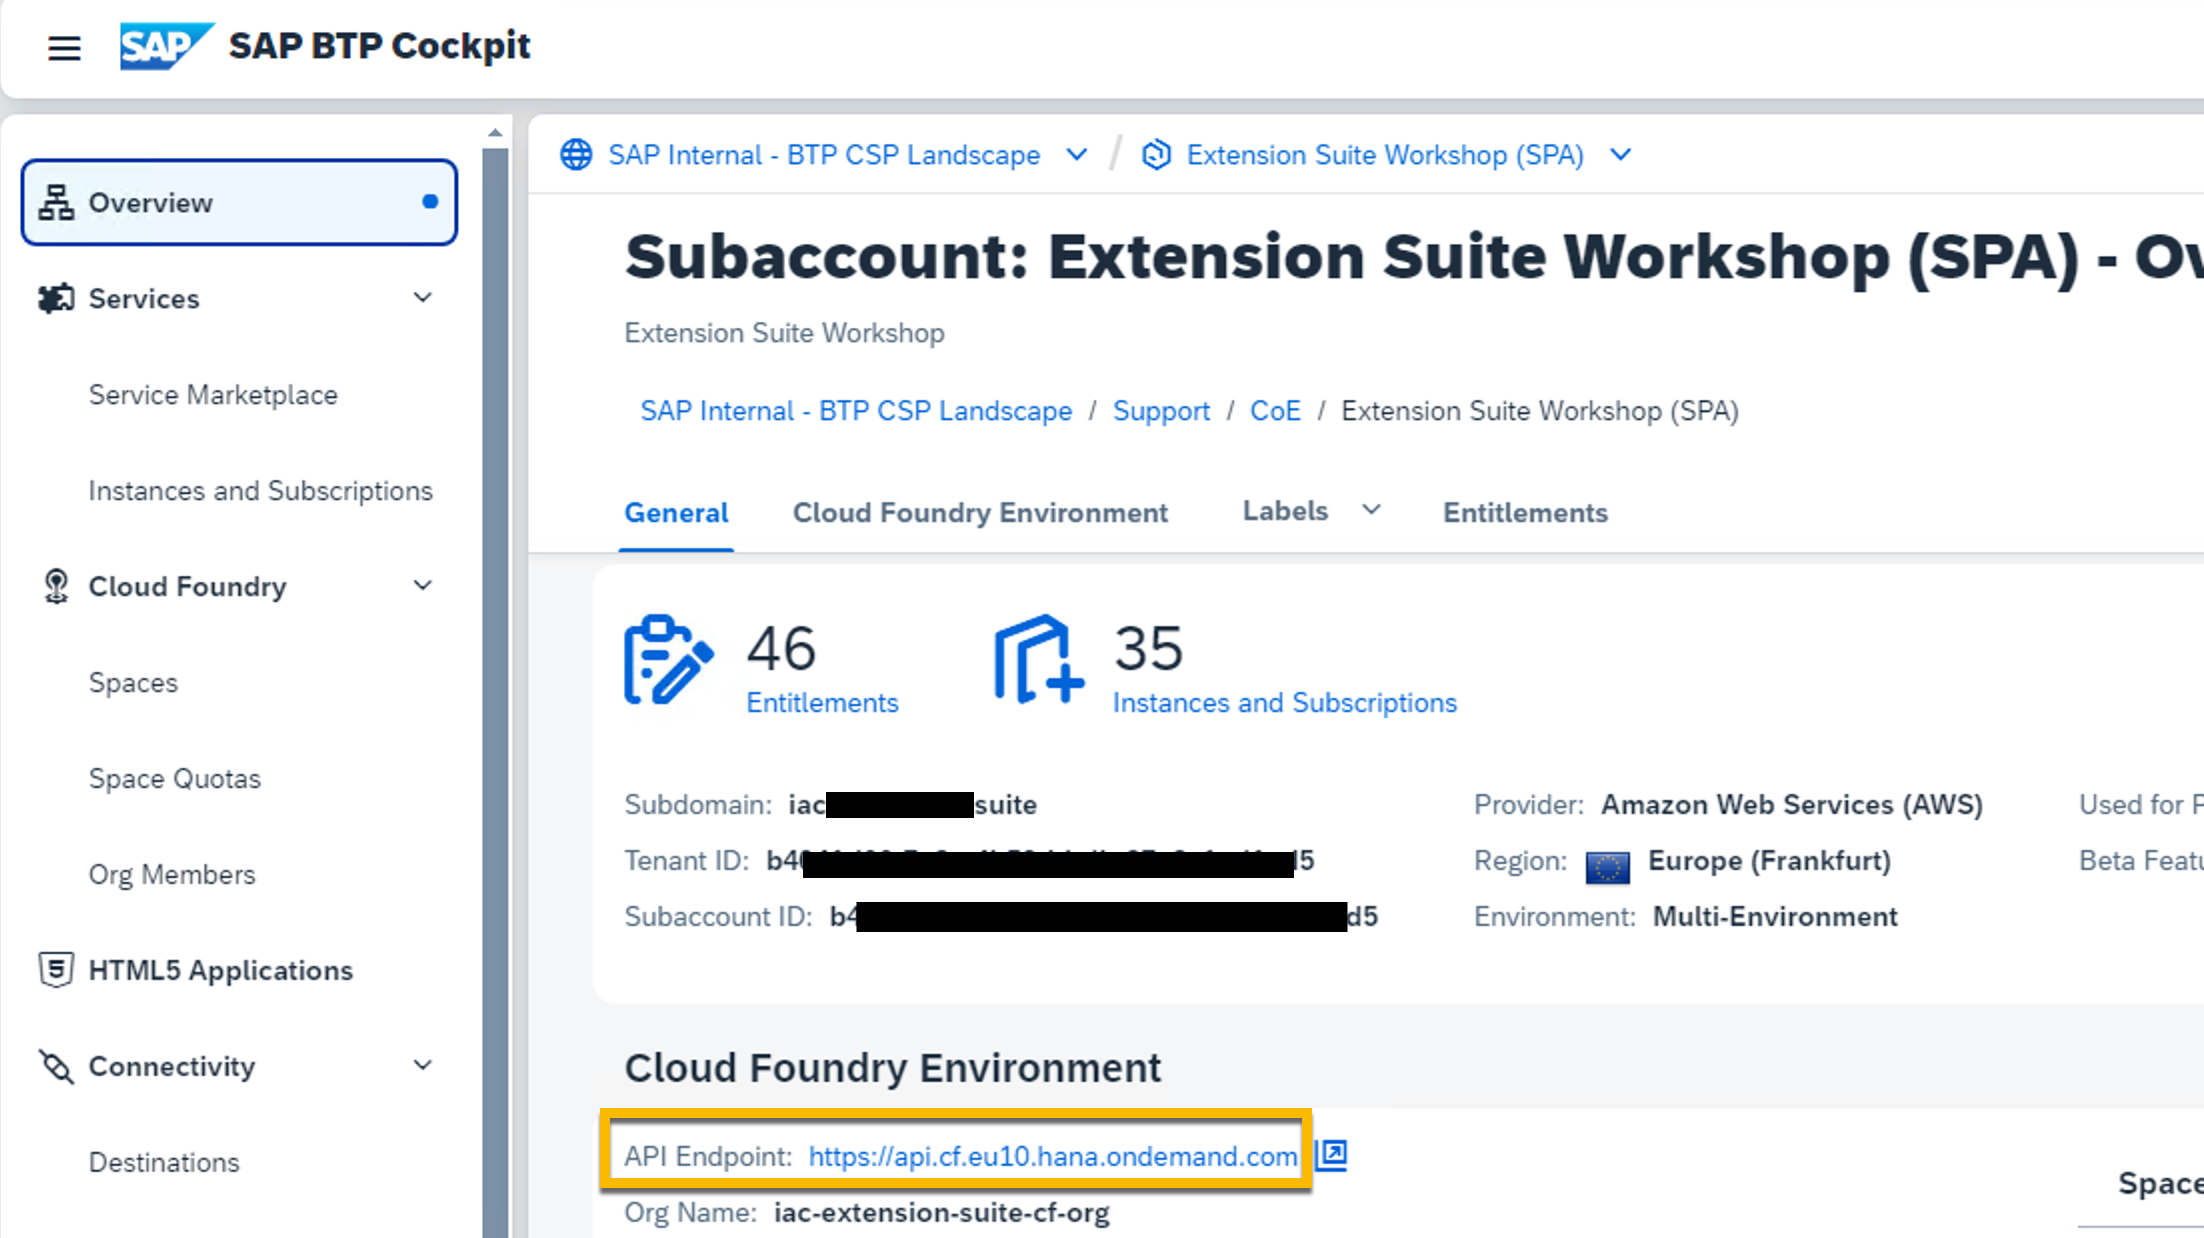 SAP SAP BTP Cockpit
SAP Internal - BTP CSP Landscape / Extension Suite Workshop (SPA)
Overview
Services
Service Marketplace
Instances and Subscriptions
Cloud Foundry
Spaces
Space Quotas
Org Members
HTML5 Applications
Connectivity
Destinations
Subaccount: Extension Suite Workshop (SPA) - Ov
Extension Suite Workshop
SAP Internal - BTP CSP Landscape / Support / CoE / Extension Suite Workshop (SPA)
General Cloud Foundry Environment Labels Entitlements
46
Entitlements
35
Instances and Subscriptions
Subdomain: iac suite
Tenant ID: b4 d5
Subaccount ID: b4 d5
Provider: Amazon Web Services (AWS)
Region: Europe (Frankfurt)
Environment: Multi-Environment
Used for P
Beta Featu
Cloud Foundry Environment
API Endpoint: https://api.cf.eu10.hana.ondemand.com
Org Name: iac-extension-suite-cf-org
Space